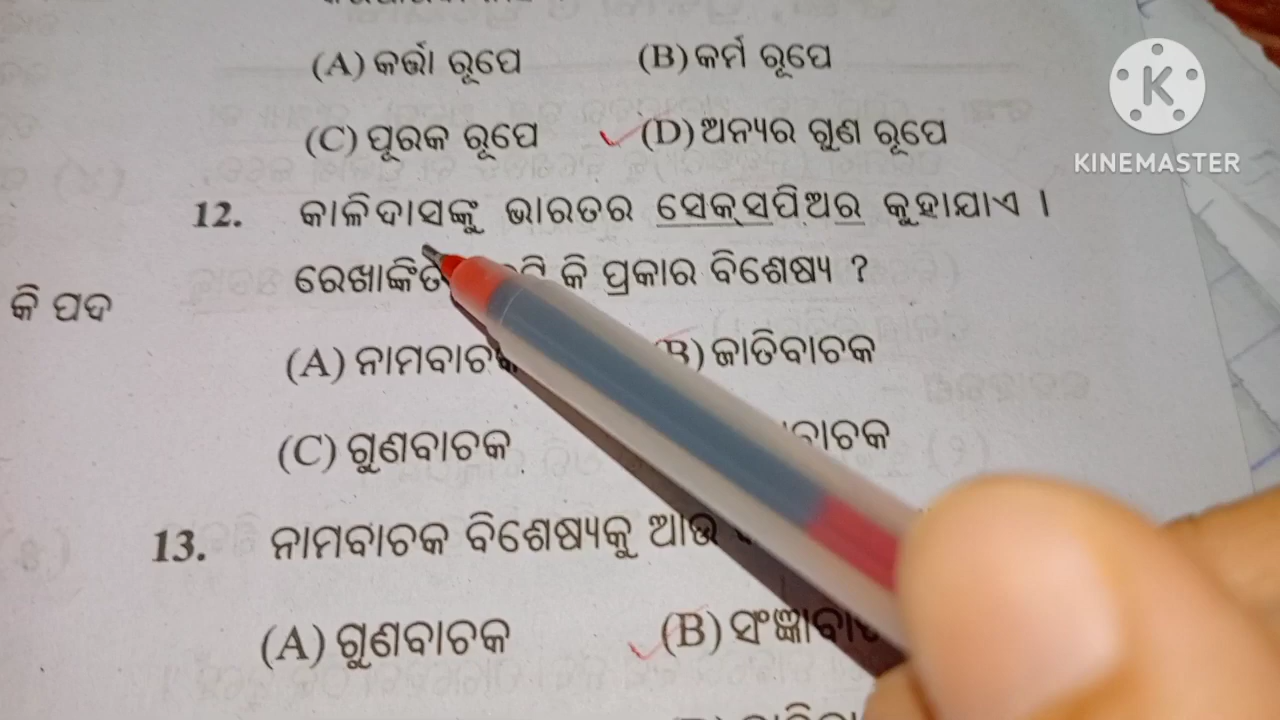 (A) କର୍ତ୍ତା ରୂପେ (B) କର୍ମ ରୂପେ
(C) ପୂରକ ରୂପେ (D) ଅନ୍ୟର ଗୁଣ ରୂପେ
12. କାଳିଦାସଙ୍କୁ ଭାରତର ସେକ୍ସପିଅର କୁହାଯାଏ ।
ରେଖାଙ୍କିତ କି ପ୍ରକାର ବିଶେଷ୍ୟ ?
କି ପଦ
(A) ନାମବାଚକ (B) ଜାତିବାଚକ
(C) ଗୁଣବାଚକ
13. ନାମବାଚକ ବିଶେଷ୍ୟକୁ ଆଉ
(A) ଗୁଣବାଚକ (B)
KINEMASTER